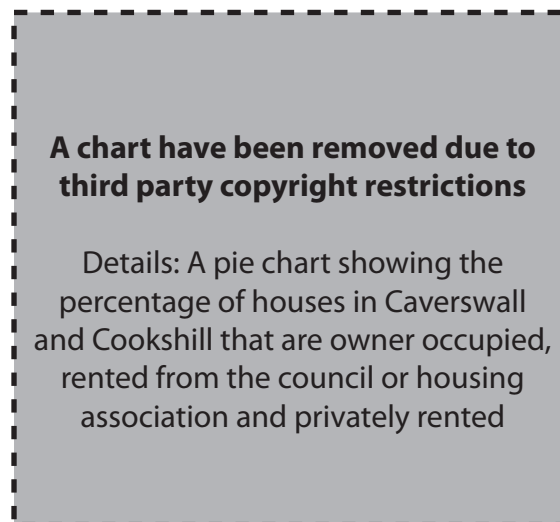 A chart have been removed due to
third party copyright restrictions
Details: A pie chart showing the
percentage of houses in Caverswall
and Cookshill that are owner occupied,
rented from the council or housing
association and privately rented